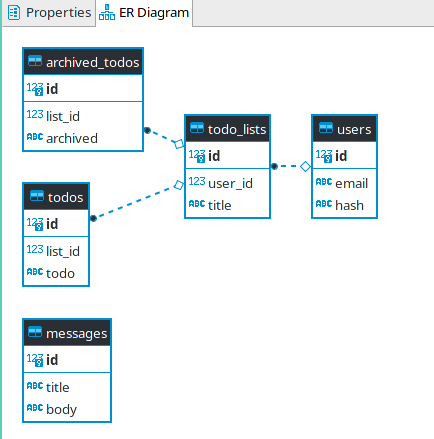 Properties
ER Diagram
archived_todos
123 id
123 list_id
ABC archived
todo_lists
123 id
123 user_id
ABC title
users
123 id
ABC email
ABC hash
todos
123 id
123 list_id
ABC todo
messages
123 id
ABC title
ABC body